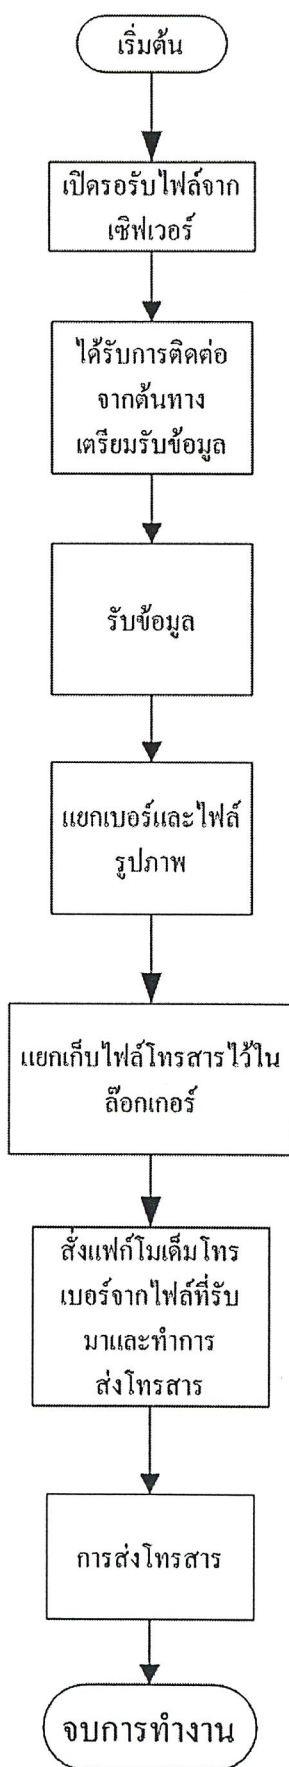 เริ่มต้น
เปิดรอรับไฟล์จาก
เซิฟเวอร์
ได้รับการติดต่อ
จากต้นทาง
เตรียมรับข้อมูล
รับข้อมูล
แยกเบอร์และไฟล์
รูปภาพ
แยกเก็บไฟล์โทรสารไว้ใน
ล๊อกเกอร์
สั่งแฟก์โมเด็มโทร
เบอร์จากไฟล์ที่รับ
มาและทำการ
ส่งโทรสาร
การส่งโทรสาร
จบการทำงาน